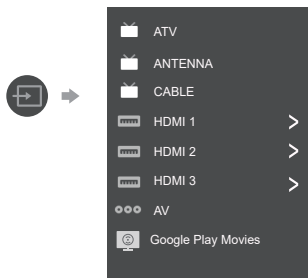 ATV
ANTENNA
CABLE
HDMI 1
HDMI 2
HDMI 3
AV
Google Play Movies